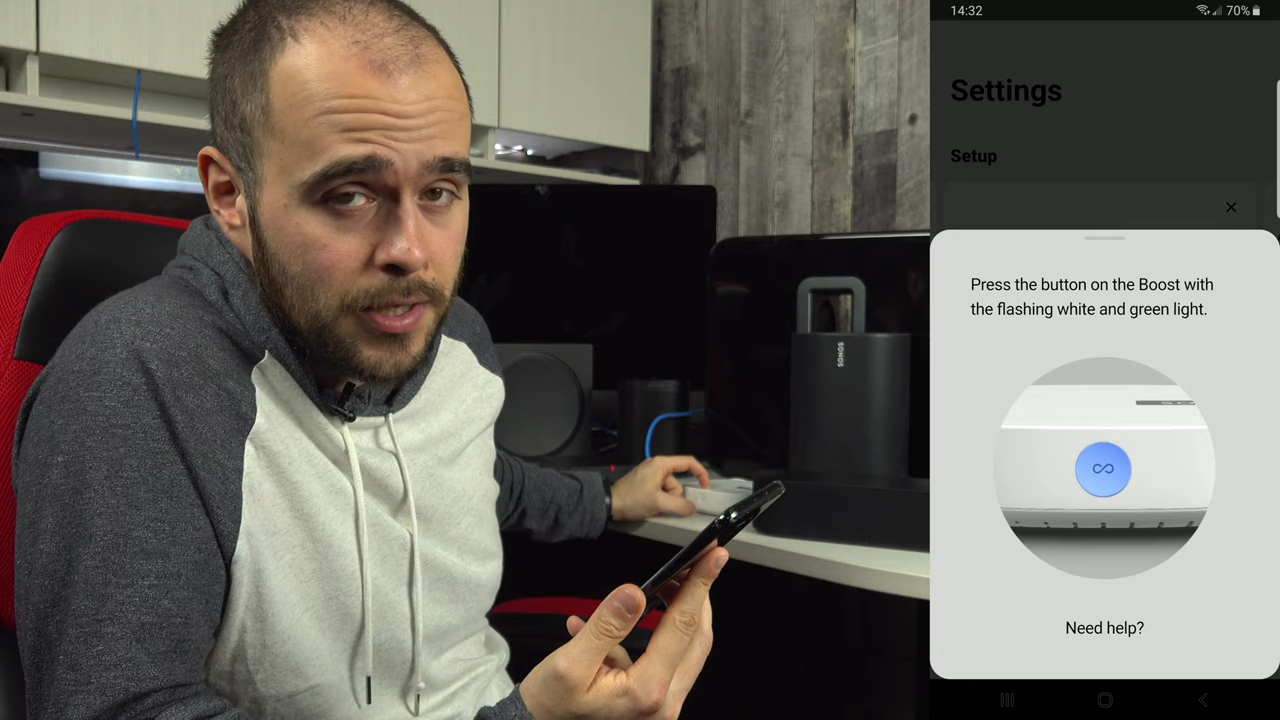 14:32
70%
Settings
Setup
Press the button on the Boost with
the flashing white and green light.
Need help?
SONOS